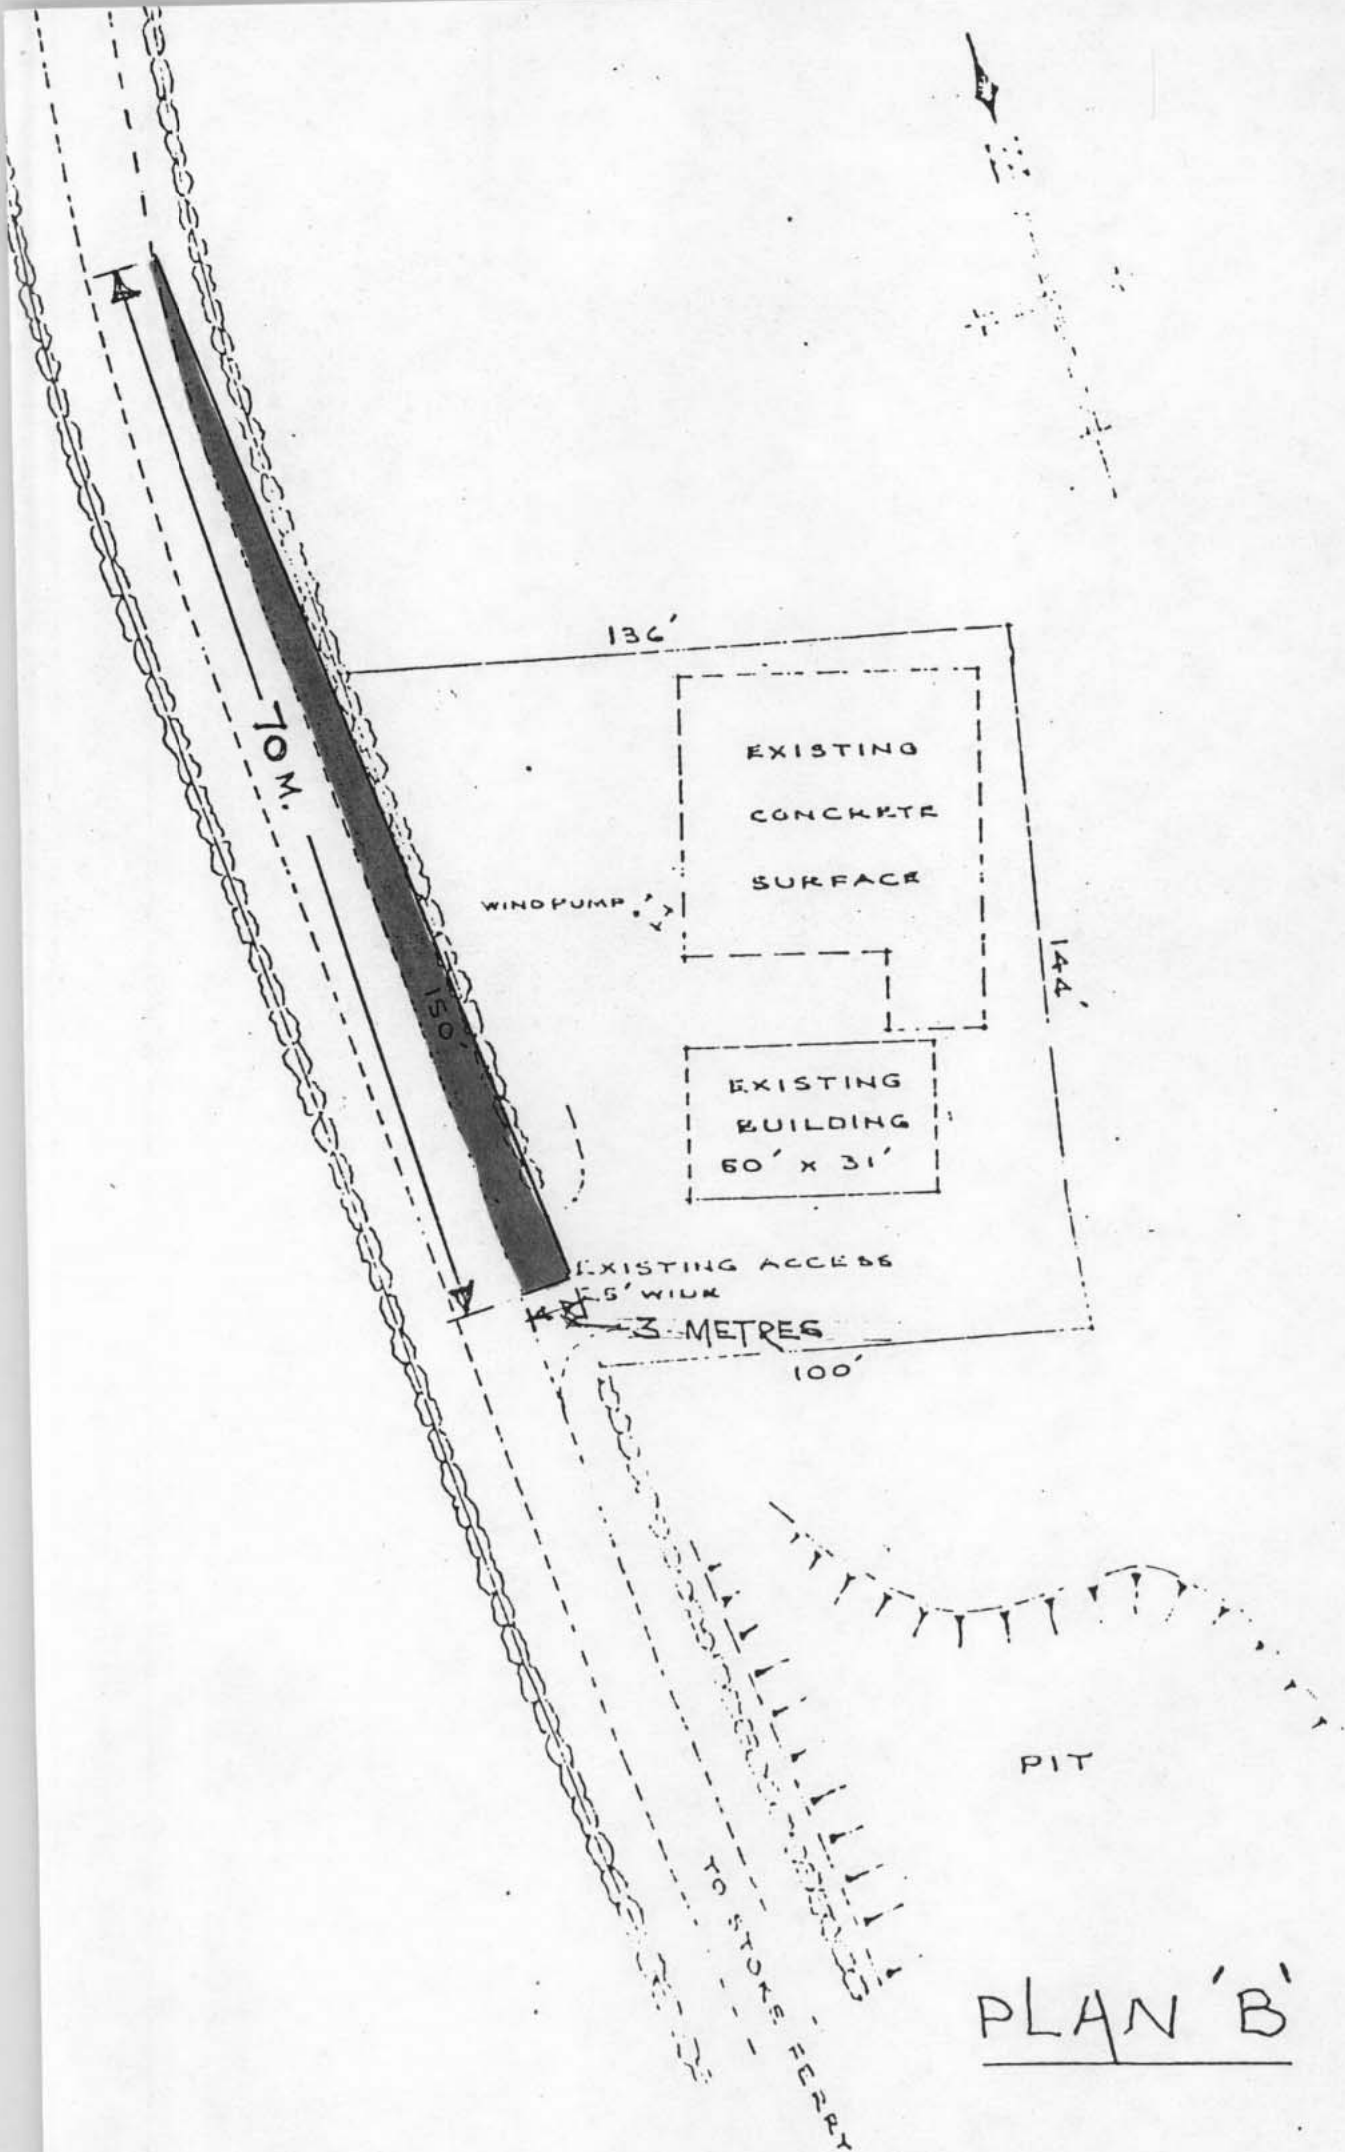 136'
70 M.
EXISTING
CONCRETE
SURFACE
WINDPUMP
144'
150'
EXISTING
BUILDING
60' x 31'
EXISTING ACCESS
WIDE
3 METRES
100'
PIT
TO STOKE FERRY
PLAN 'B'